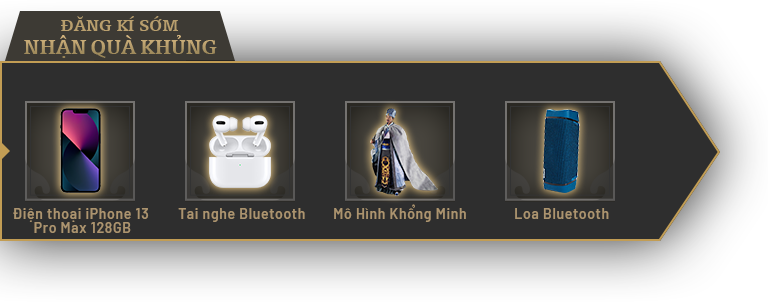 ĐĂNG KÍ SỚM
NHẬN QUÀ KHỦNG
Điện thoại iPhone 13
Pro Max 128GB
Tai nghe Bluetooth
Mô Hình Khổng Minh
Loa Bluetooth